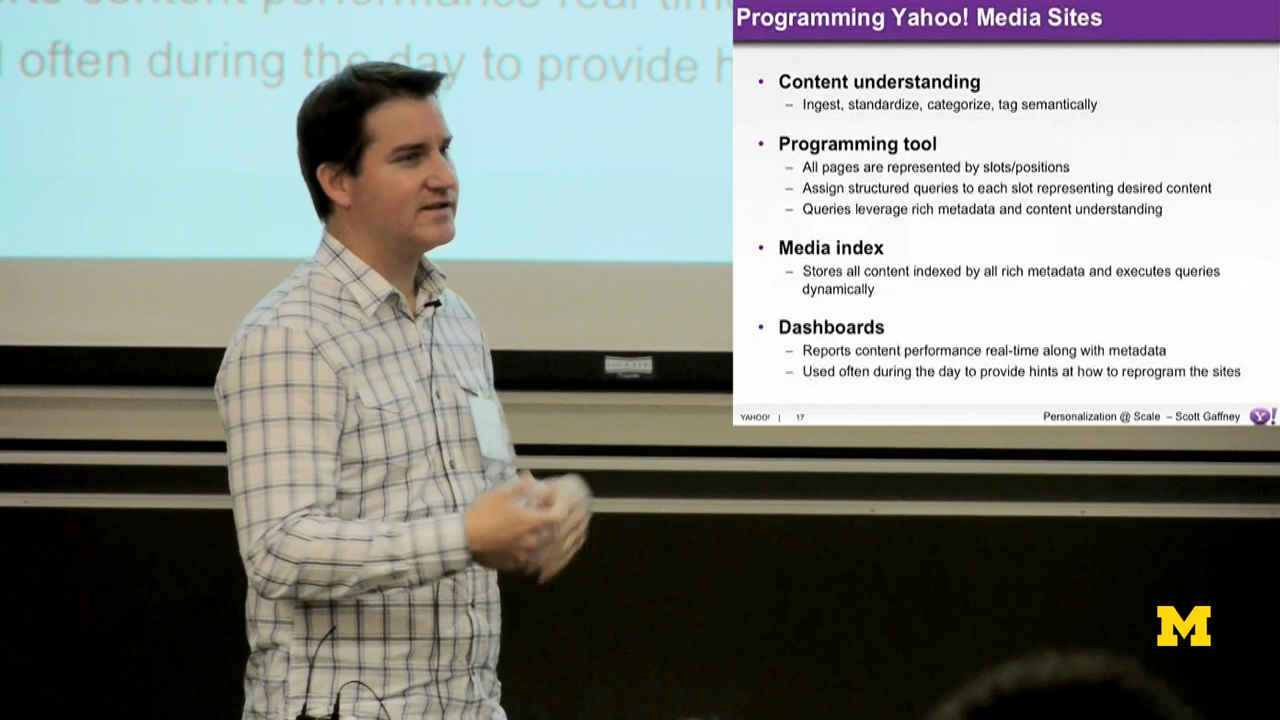 content performance real-tim
often during the day to provide h
Programming Yahoo! Media Sites
• Content understanding
– Ingest, standardize, categorize, tag semantically
• Programming tool
– All pages are represented by slots/positions
– Assign structured queries to each slot representing desired content
– Queries leverage rich metadata and content understanding
• Media index
– Stores all content indexed by all rich metadata and executes queries
dynamically
• Dashboards
– Reports content performance real-time along with metadata
– Used often during the day to provide hints at how to reprogram the sites
YAHOO! | 17 Personalization @ Scale – Scott Gaffney Y!
M